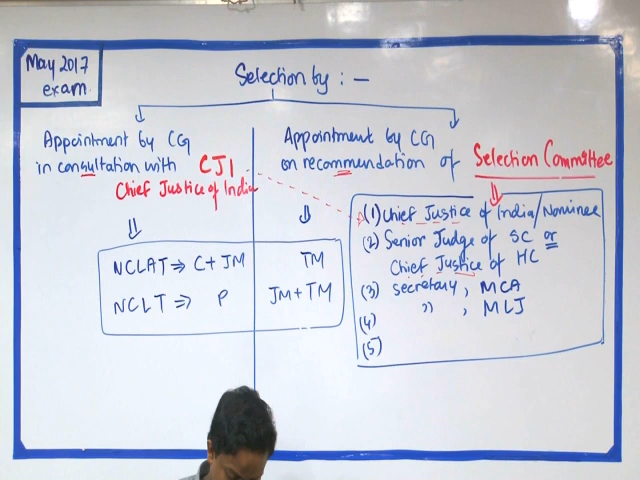 May 2017
exam
Selection by : —
Appointment by CG
in consultation with CJI
Chief Justice of India
⇓
NCLAT ⇒ C + JM
NCLT ⇒ P
Appointment by CG
on recommendation of Selection Committee
⇓
TM
JM + TM
⇓
(1) Chief Justice of India/Nominee
(2) Senior Judge of SC or
Chief Justice of HC
(3) Secretary, MCA
(4) ,, , MLJ
(5)